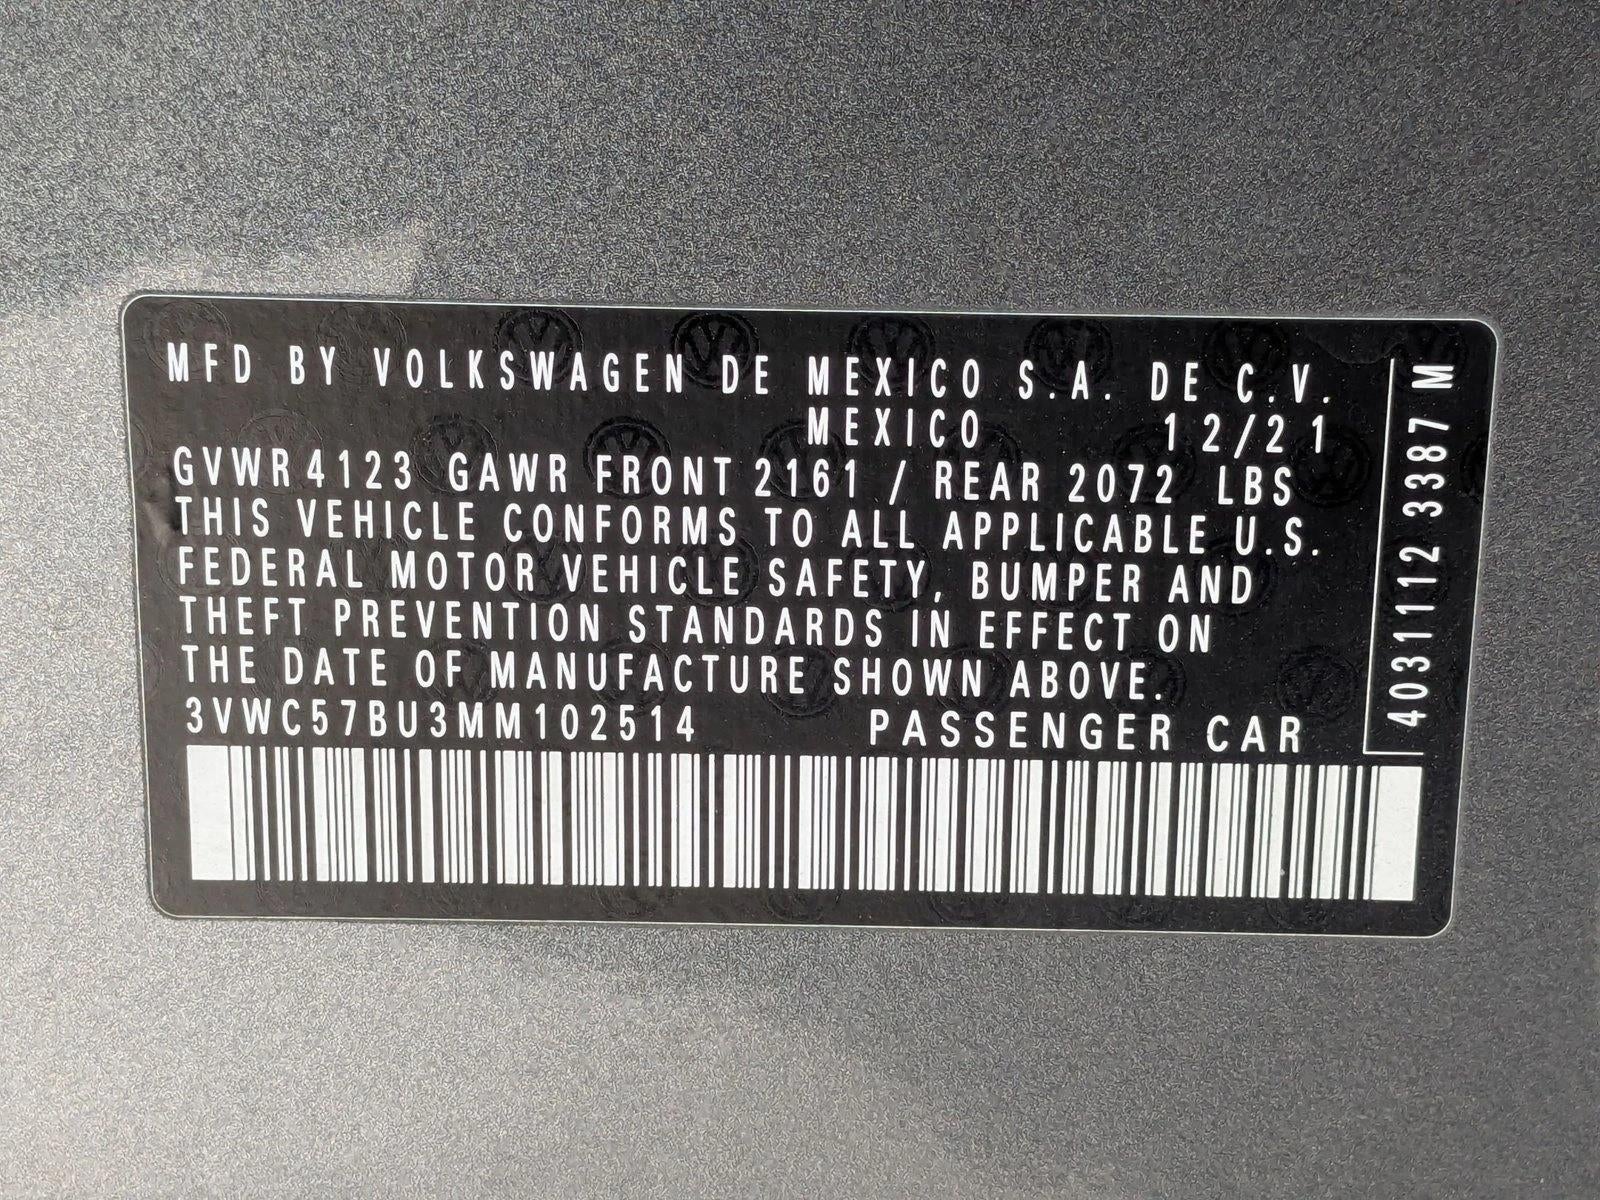 MFD BY VOLKSWAGEN DE MEXICO S.A. DE C.V.
MEXICO 12/21
GVWR 4123 GAWR FRONT 2161 / REAR 2072 LBS
THIS VEHICLE CONFORMS TO ALL APPLICABLE U.S.
FEDERAL MOTOR VEHICLE SAFETY, BUMPER AND
THEFT PREVENTION STANDARDS IN EFFECT ON
THE DATE OF MANUFACTURE SHOWN ABOVE.
3VWC57BU3MM102514 PASSENGER CAR
4031112 3387 M